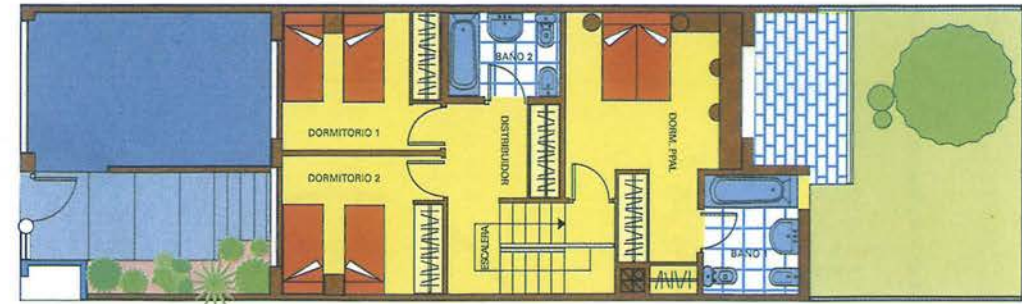 BAÑO 2
DORMITORIO 1
DISTRIBUIDOR
DORM. PPAL
DORMITORIO 2
ESCALERA
BAÑO 1